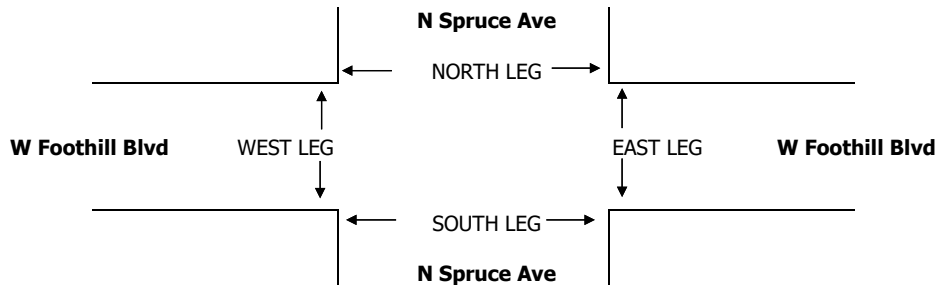 N Spruce Ave
NORTH LEG
W Foothill Blvd WEST LEG EAST LEG W Foothill Blvd
SOUTH LEG
N Spruce Ave